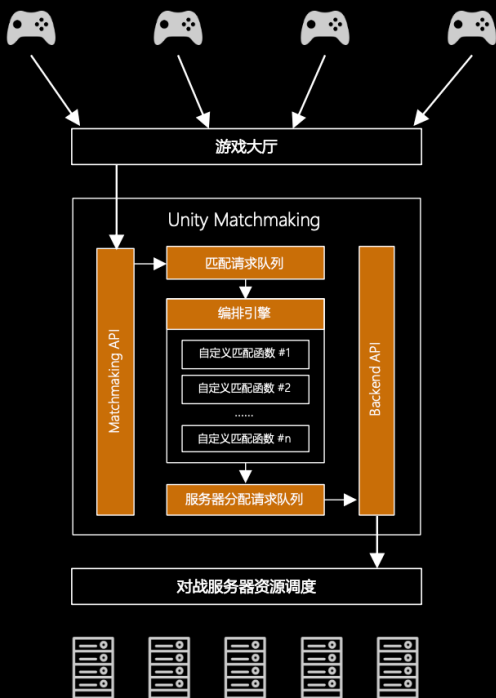 游戏大厅
Unity Matchmaking
Matchmaking API
匹配请求队列
编排引擎
自定义匹配函数 #1
自定义匹配函数 #2
......
自定义匹配函数 #n
服务器分配请求队列
Backend API
对战服务器资源调度